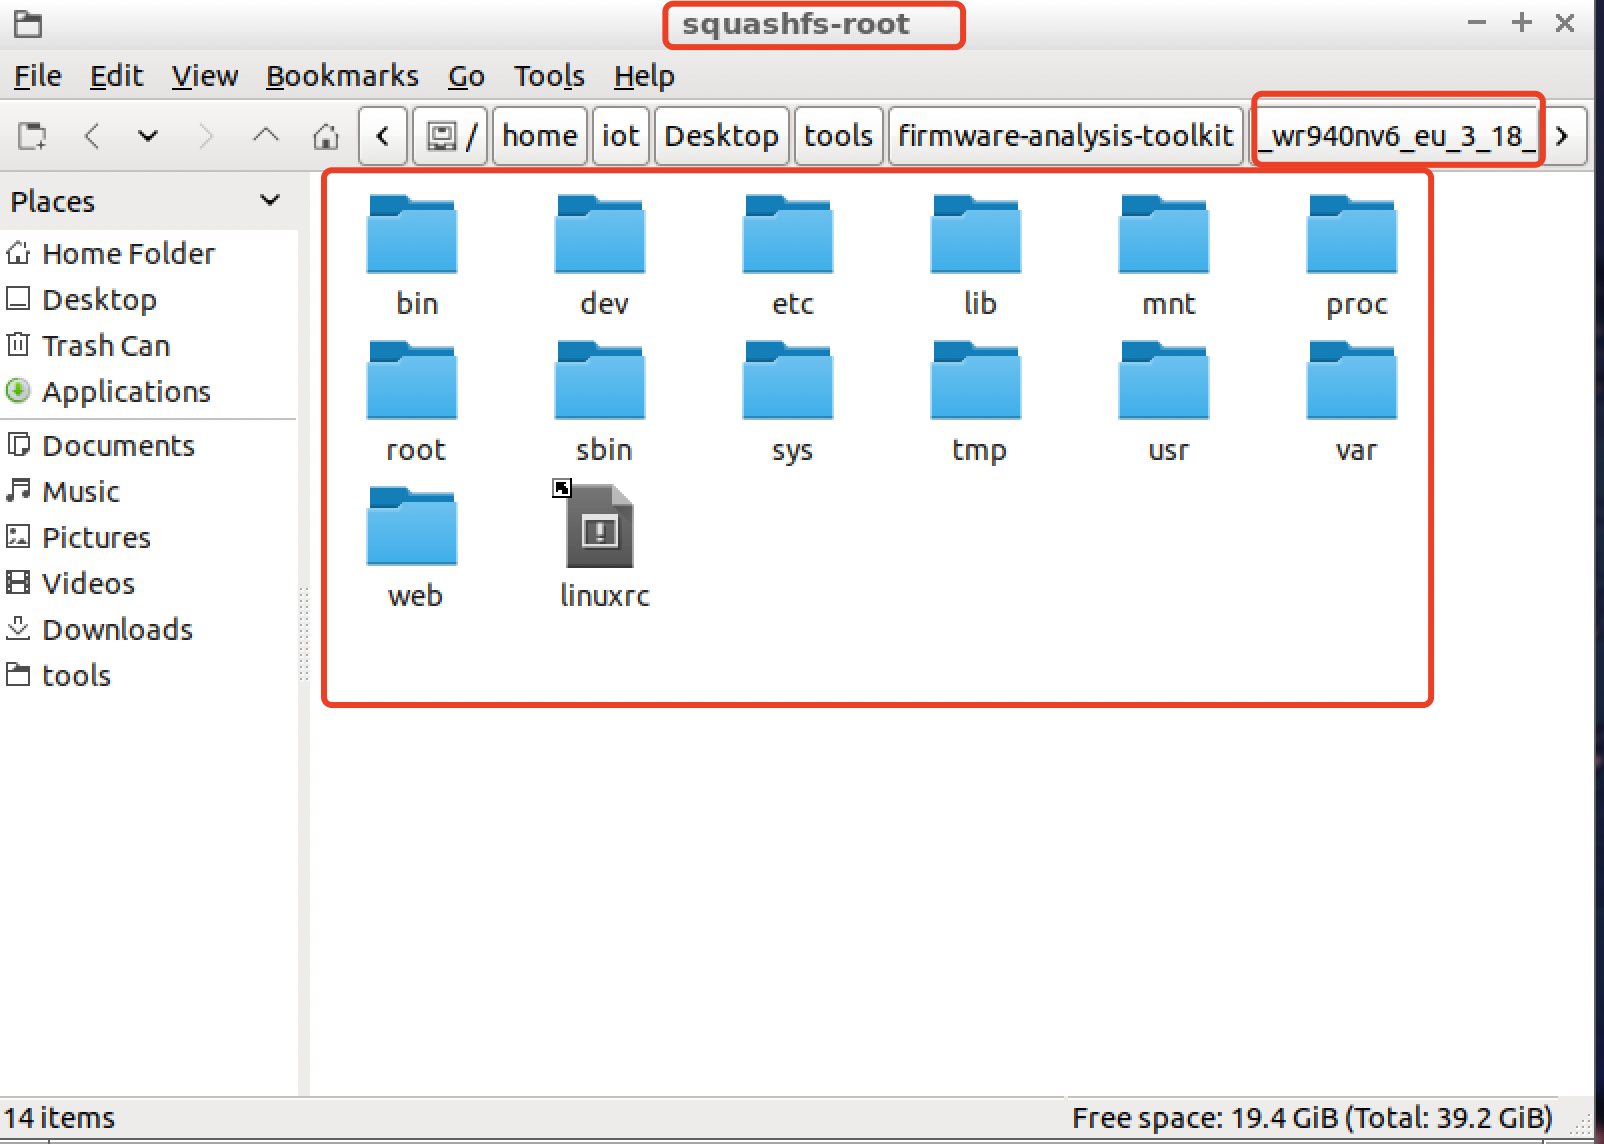 squashfs-root
File Edit View Bookmarks Go Tools Help
/ home iot Desktop tools firmware-analysis-toolkit _wr940nv6_eu_3_18_
Places
Home Folder
Desktop
Trash Can
Applications
Documents
Music
Pictures
Videos
Downloads
tools
bin dev etc lib mnt proc
root sbin sys tmp usr var
web linuxrc
14 items Free space: 19.4 GiB (Total: 39.2 GiB)